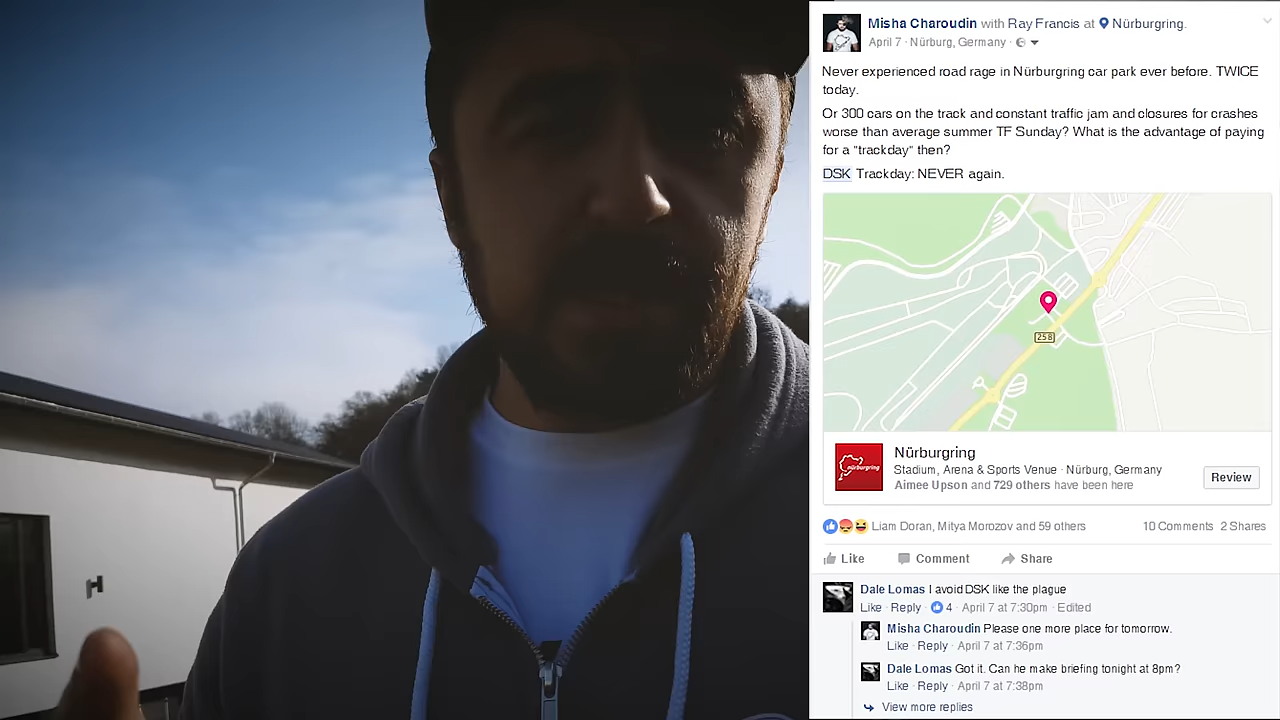 Misha Charoudin with Ray Francis at Nürburgring.
April 7 · Nürburg, Germany ·
Never experienced road rage in Nürburgring car park ever before. TWICE
today.
Or 300 cars on the track and constant traffic jam and closures for crashes
worse than average summer TF Sunday? What is the advantage of paying
for a "trackday" then?
DSK Trackday: NEVER again.
258
nürburgring
Nürburgring
Stadium, Arena & Sports Venue · Nürburg, Germany
Aimee Upson and 729 others have been here
Review
Liam Doran, Mitya Morozov and 59 others 10 Comments 2 Shares
Like Comment Share
Dale Lomas I avoid DSK like the plague
Like · Reply · 4 · April 7 at 7:30pm · Edited
Misha Charoudin Please one more place for tomorrow.
Like · Reply · April 7 at 7:36pm
Dale Lomas Got it. Can he make briefing tonight at 8pm?
Like · Reply · April 7 at 7:38pm
View more replies
H